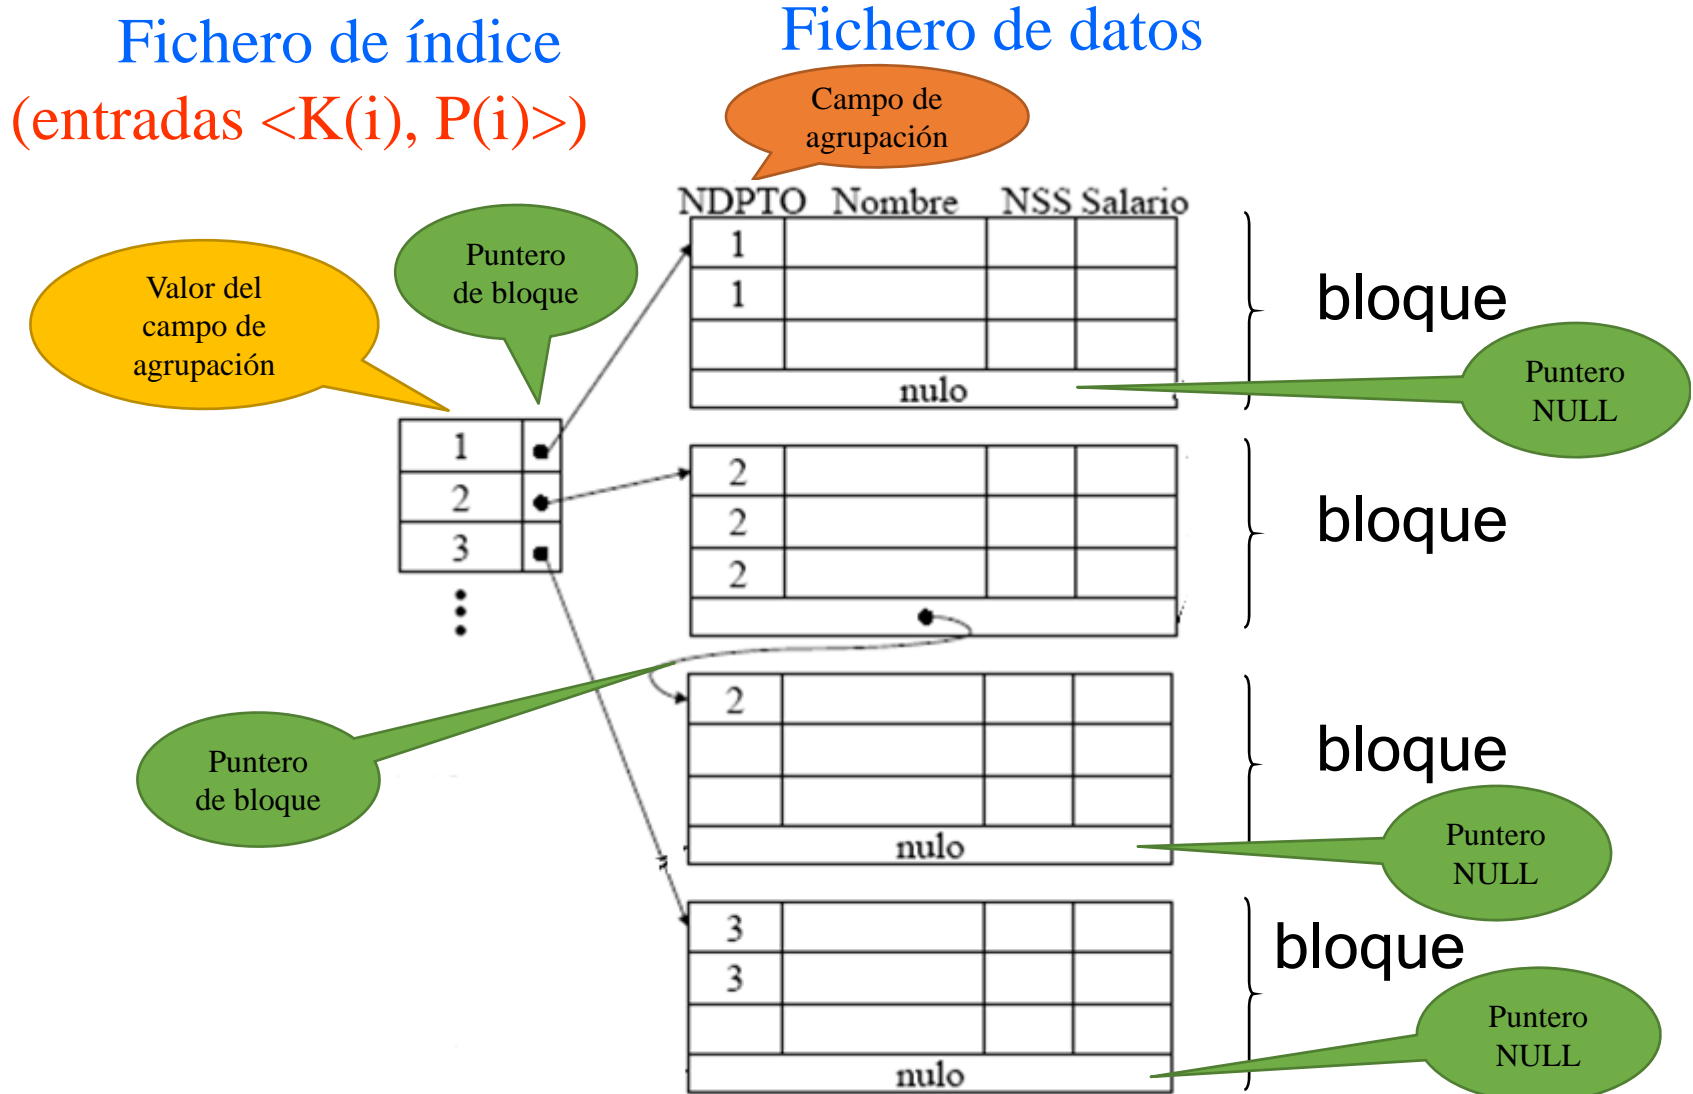 Fichero de índice
(entradas <K(i), P(i)>)
Fichero de datos
Campo de
agrupación
NDPTO Nombre NSS Salario
Valor del
campo de
agrupación
Puntero
de bloque
1
1
nulo
bloque
Puntero
NULL
1
2
3
2
2
2
bloque
Puntero
de bloque
2
nulo
bloque
Puntero
NULL
3
3
nulo
bloque
Puntero
NULL